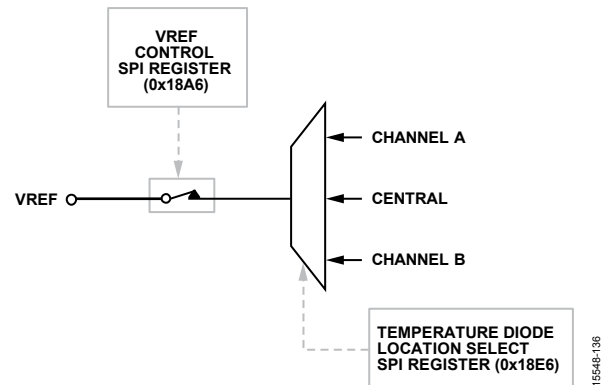 VREF
CONTROL
SPI REGISTER
(0x18A6)
CHANNEL A
VREF
CENTRAL
CHANNEL B
TEMPERATURE DIODE
LOCATION SELECT
SPI REGISTER (0x18E6)
15548-136